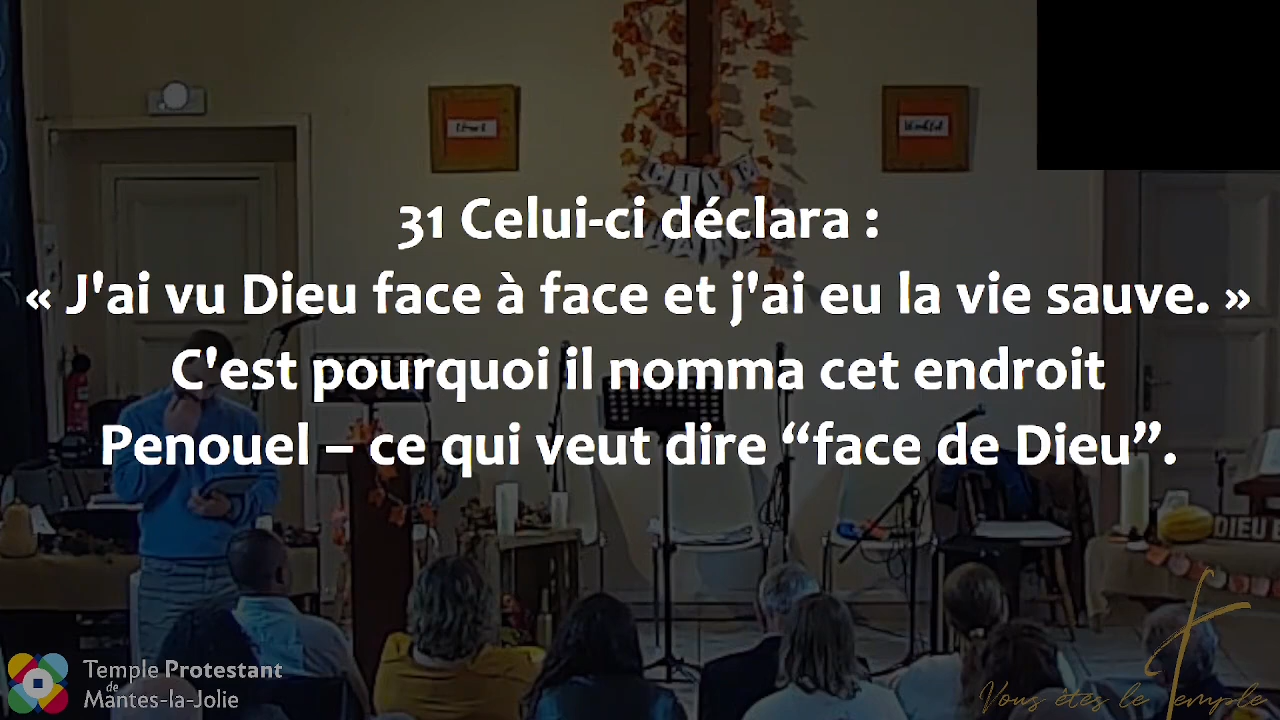 31 Celui-ci déclara :
« J'ai vu Dieu face à face et j'ai eu la vie sauve. »
C'est pourquoi il nomma cet endroit
Penouel – ce qui veut dire “face de Dieu”.
DIEU
Temple Protestant
de
Mantes-la-Jolie
Vous êtes le Temple